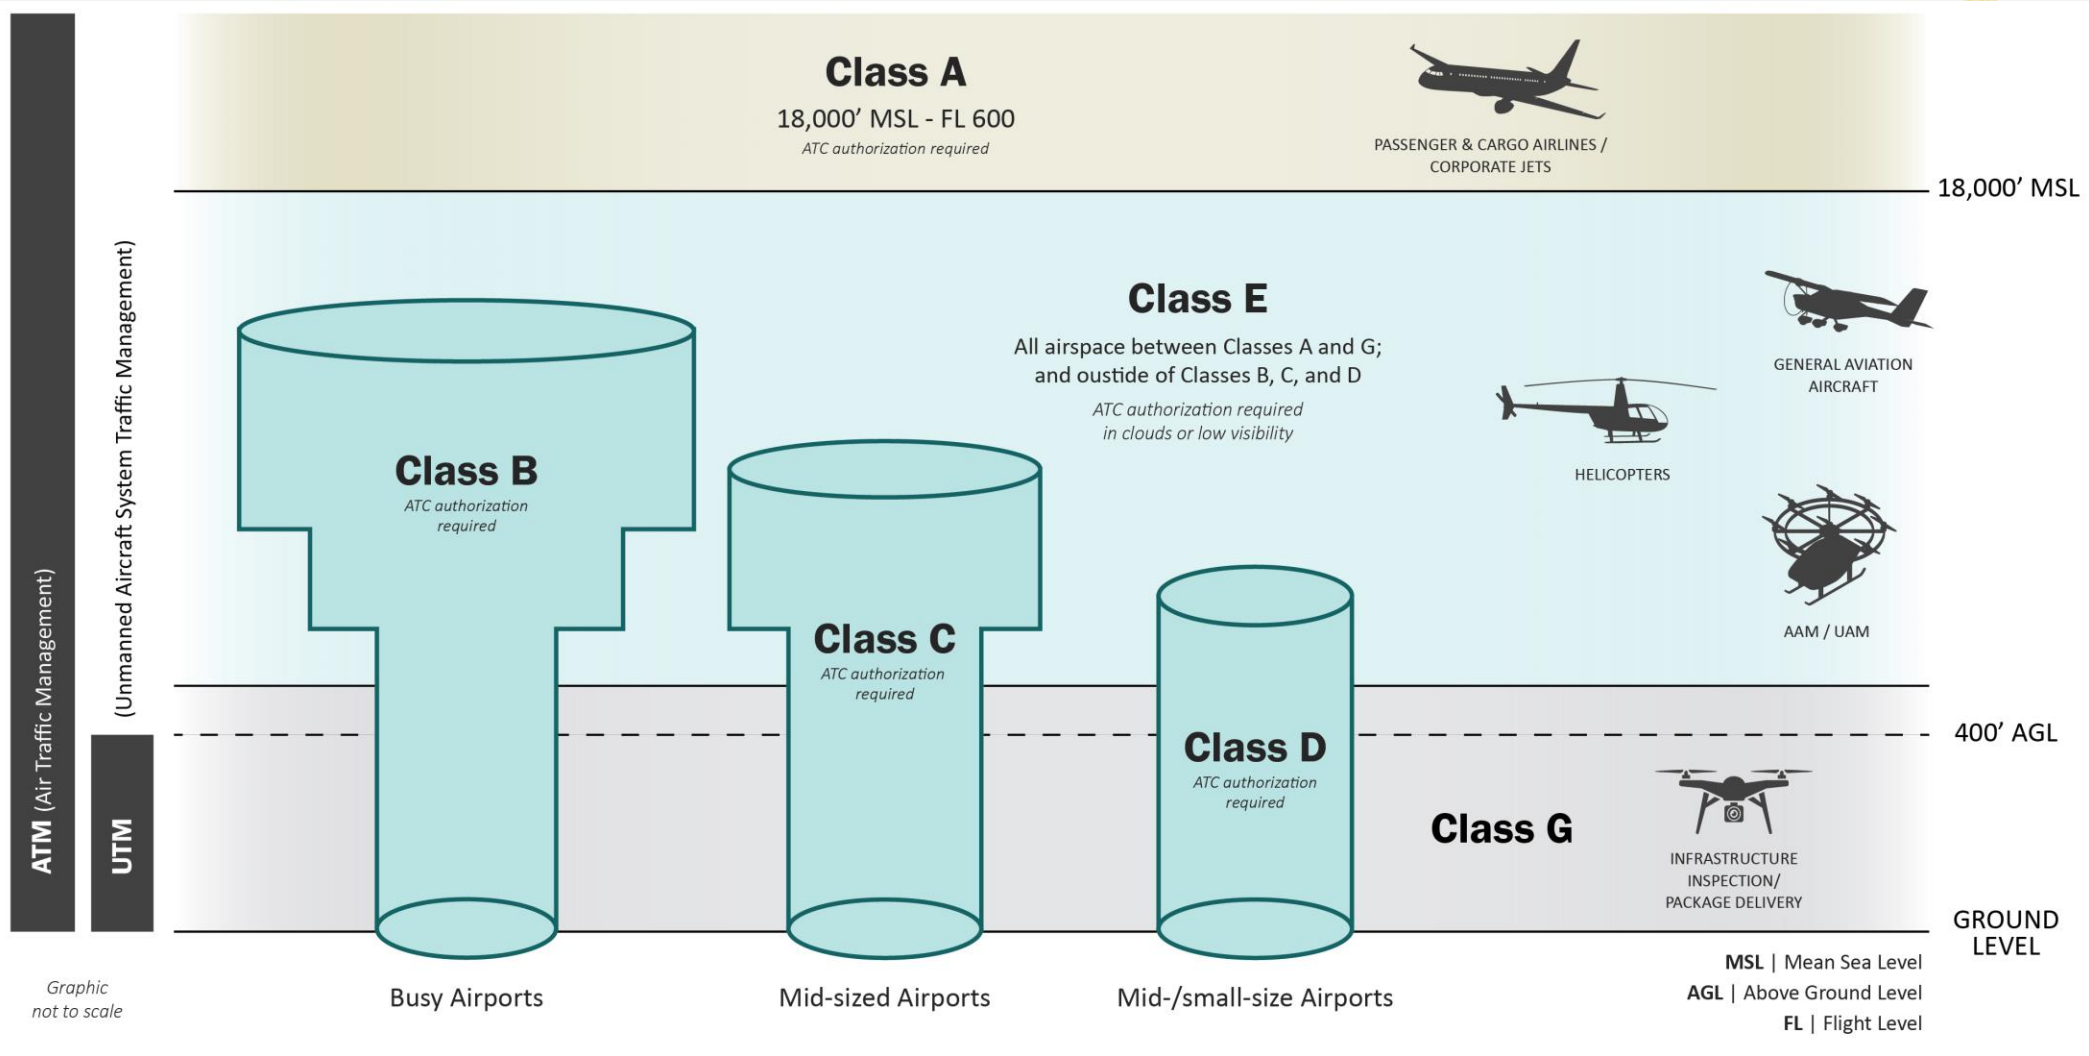 Class A
18,000’ MSL - FL 600
ATC authorization required
PASSENGER & CARGO AIRLINES /
CORPORATE JETS
18,000’ MSL
Class E
All airspace between Classes A and G;
and oustide of Classes B, C, and D
ATC authorization required
in clouds or low visibility
GENERAL AVIATION
AIRCRAFT
HELICOPTERS
AAM / UAM
Class B
ATC authorization
required
Class C
ATC authorization
required
Class D
ATC authorization
required
400’ AGL
Class G
INFRASTRUCTURE
INSPECTION/
PACKAGE DELIVERY
GROUND
LEVEL
ATM (Air Traffic Management)
UTM
(Unmanned Aircraft System Traffic Management)
Graphic
not to scale
Busy Airports
Mid-sized Airports
Mid-/small-size Airports
MSL | Mean Sea Level
AGL | Above Ground Level
FL | Flight Level